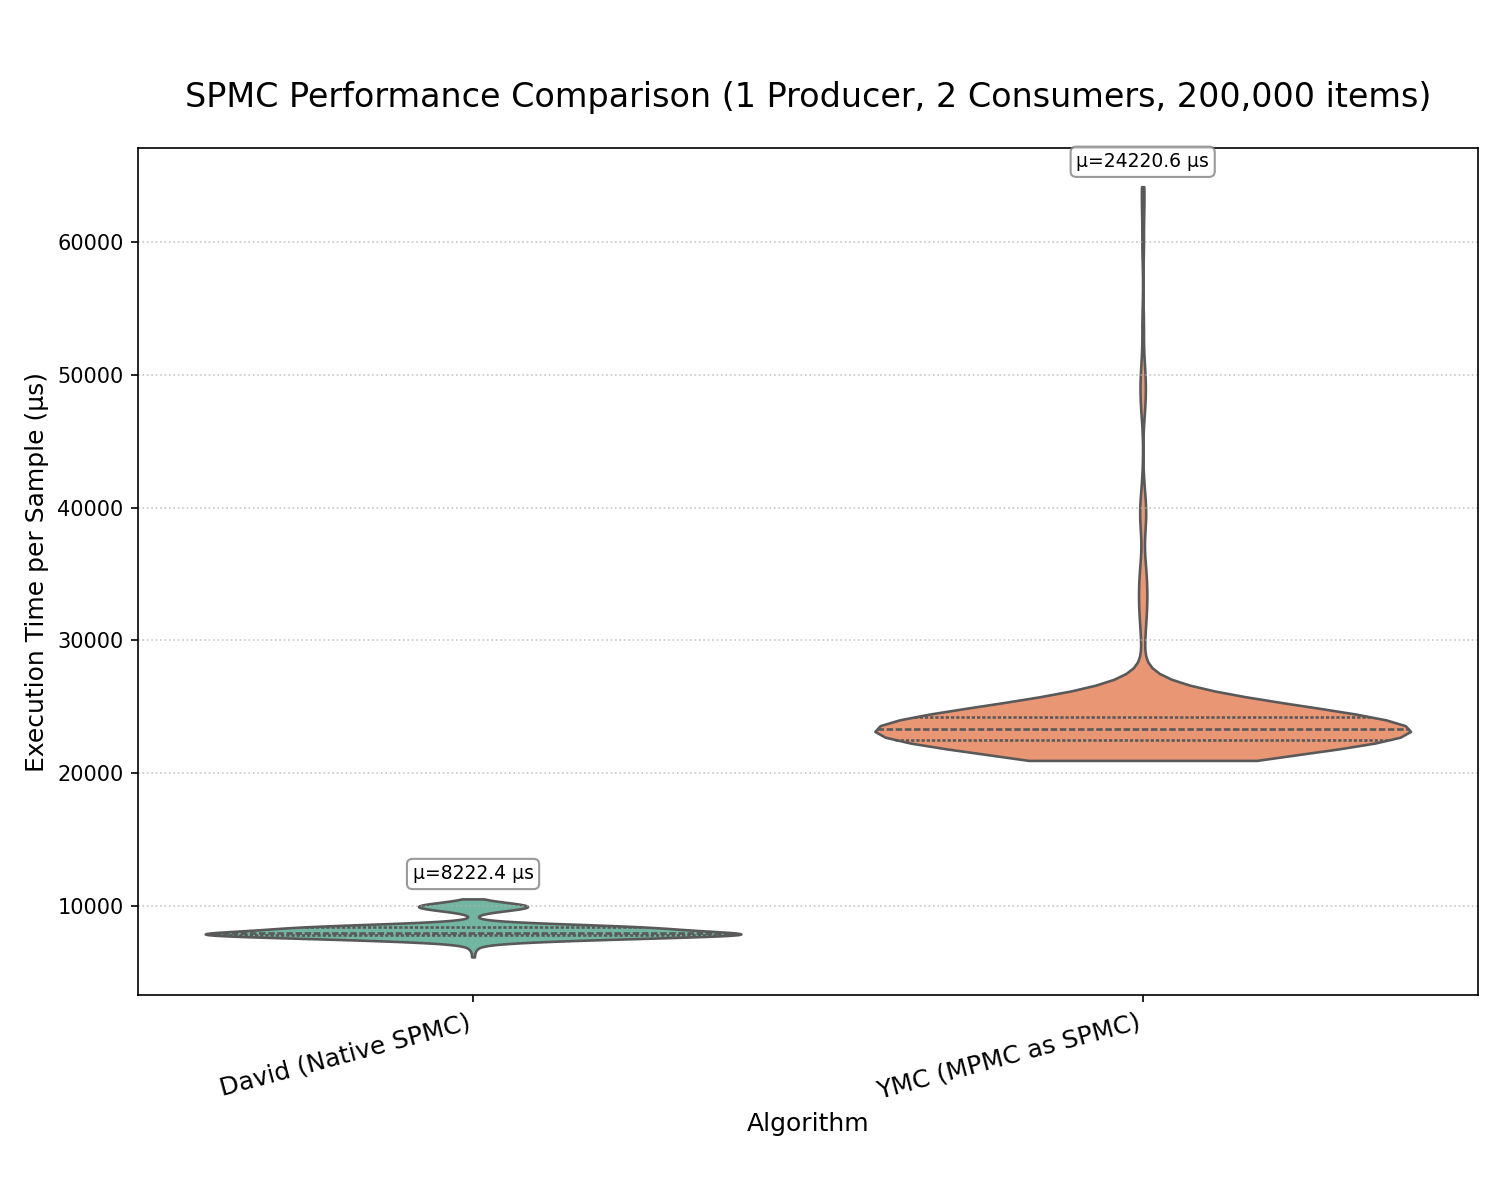 SPMC Performance Comparison (1 Producer, 2 Consumers, 200,000 items)
μ=24220.6 μs
60000
50000
40000
30000
20000
10000
Execution Time per Sample (μs)
μ=8222.4 μs
David (Native SPMC)
YMC (MPMC as SPMC)
Algorithm